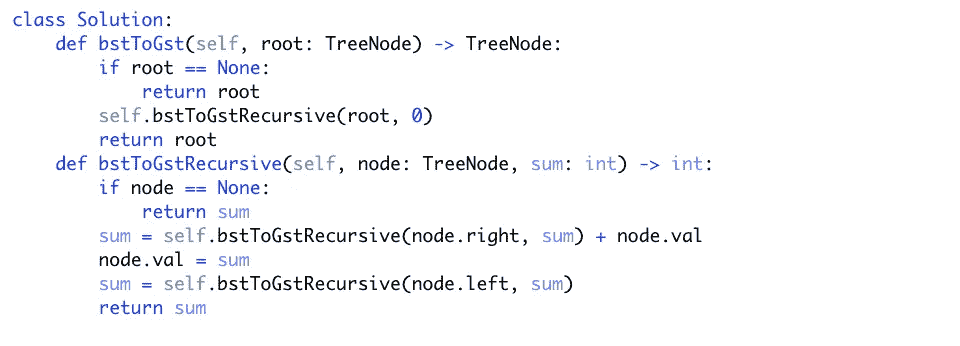 class Solution:
    def bstToGst(self, root: TreeNode) -> TreeNode:
        if root == None:
            return root
        self.bstToGstRecursive(root, 0)
        return root
    def bstToGstRecursive(self, node: TreeNode, sum: int) -> int:
        if node == None:
            return sum
        sum = self.bstToGstRecursive(node.right, sum) + node.val
        node.val = sum
        sum = self.bstToGstRecursive(node.left, sum)
        return sum